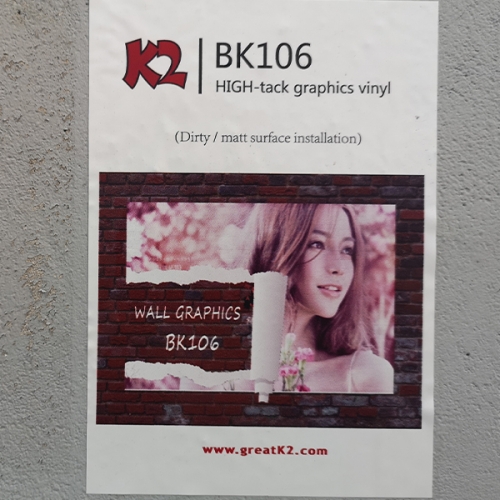 K2
BK106
HIGH-tack graphics vinyl
(Dirty / matt surface installation)
WALL GRAPHICS
BK106
www.greatK2.com